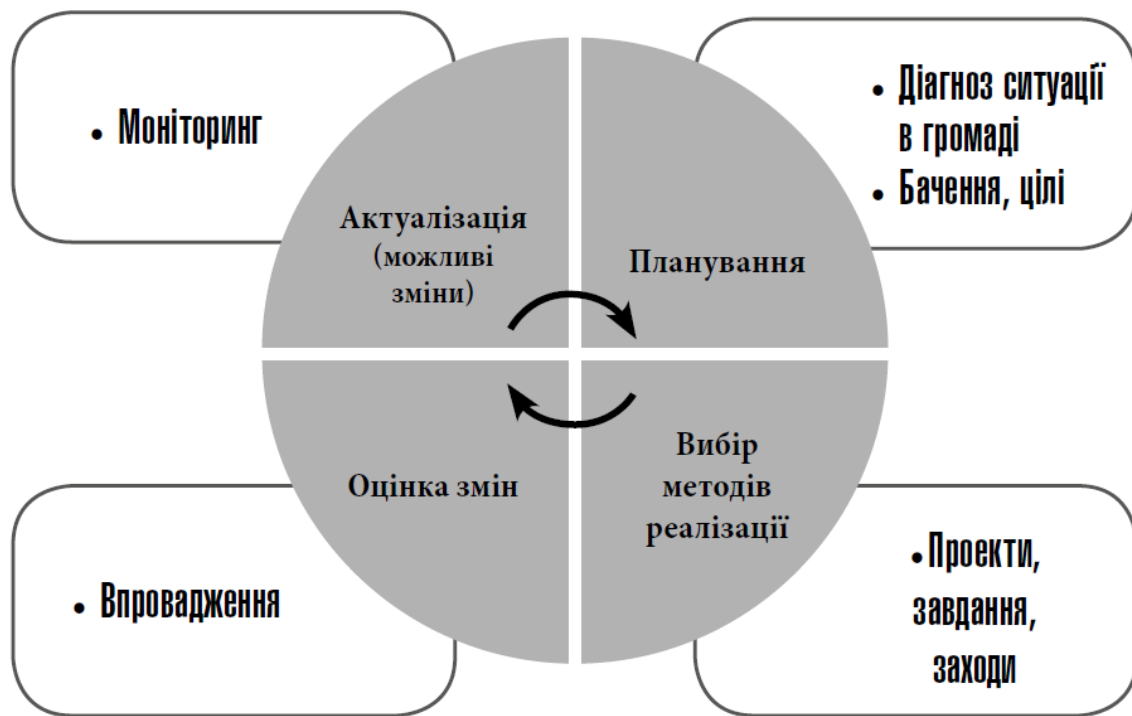 • Моніторинг
Актуалізація
(можливі
зміни)
Планування
• Діагноз ситуації
в громаді
• Бачення, цілі
• Впровадження
Оцінка змін
Вибір
методів
реалізації
• Проекти,
завдання,
заходи